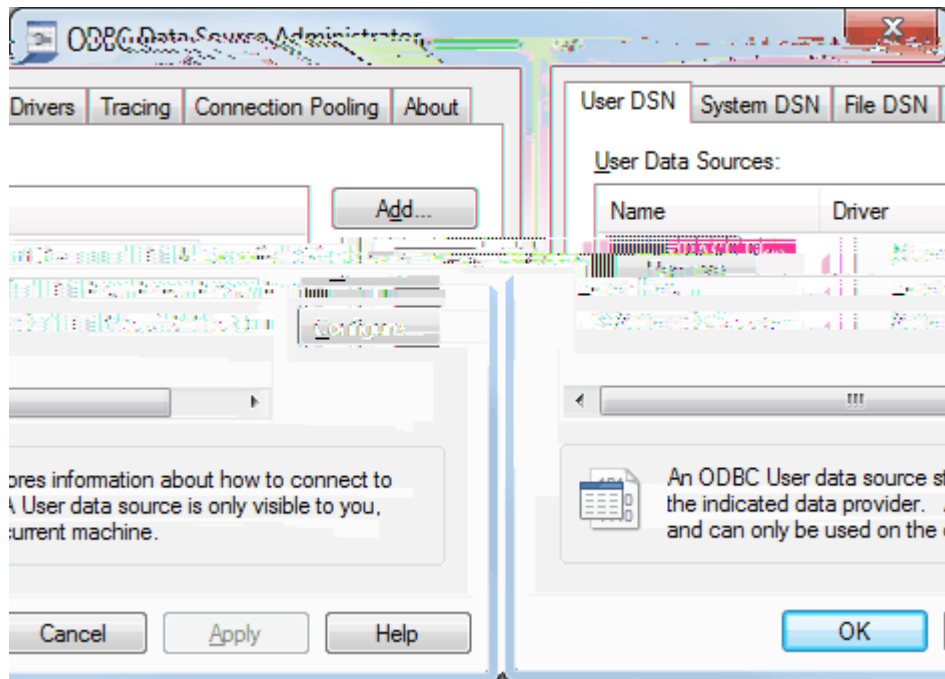 ODBC Data Source Administrator
Drivers Tracing Connection Pooling About
User DSN System DSN File DSN
User Data Sources:
Add...
Name Driver
Configure...
ores information about how to connect to
A User data source is only visible to you,
current machine.
An ODBC User data source st
the indicated data provider. A
and can only be used on the c
Cancel Apply Help
OK